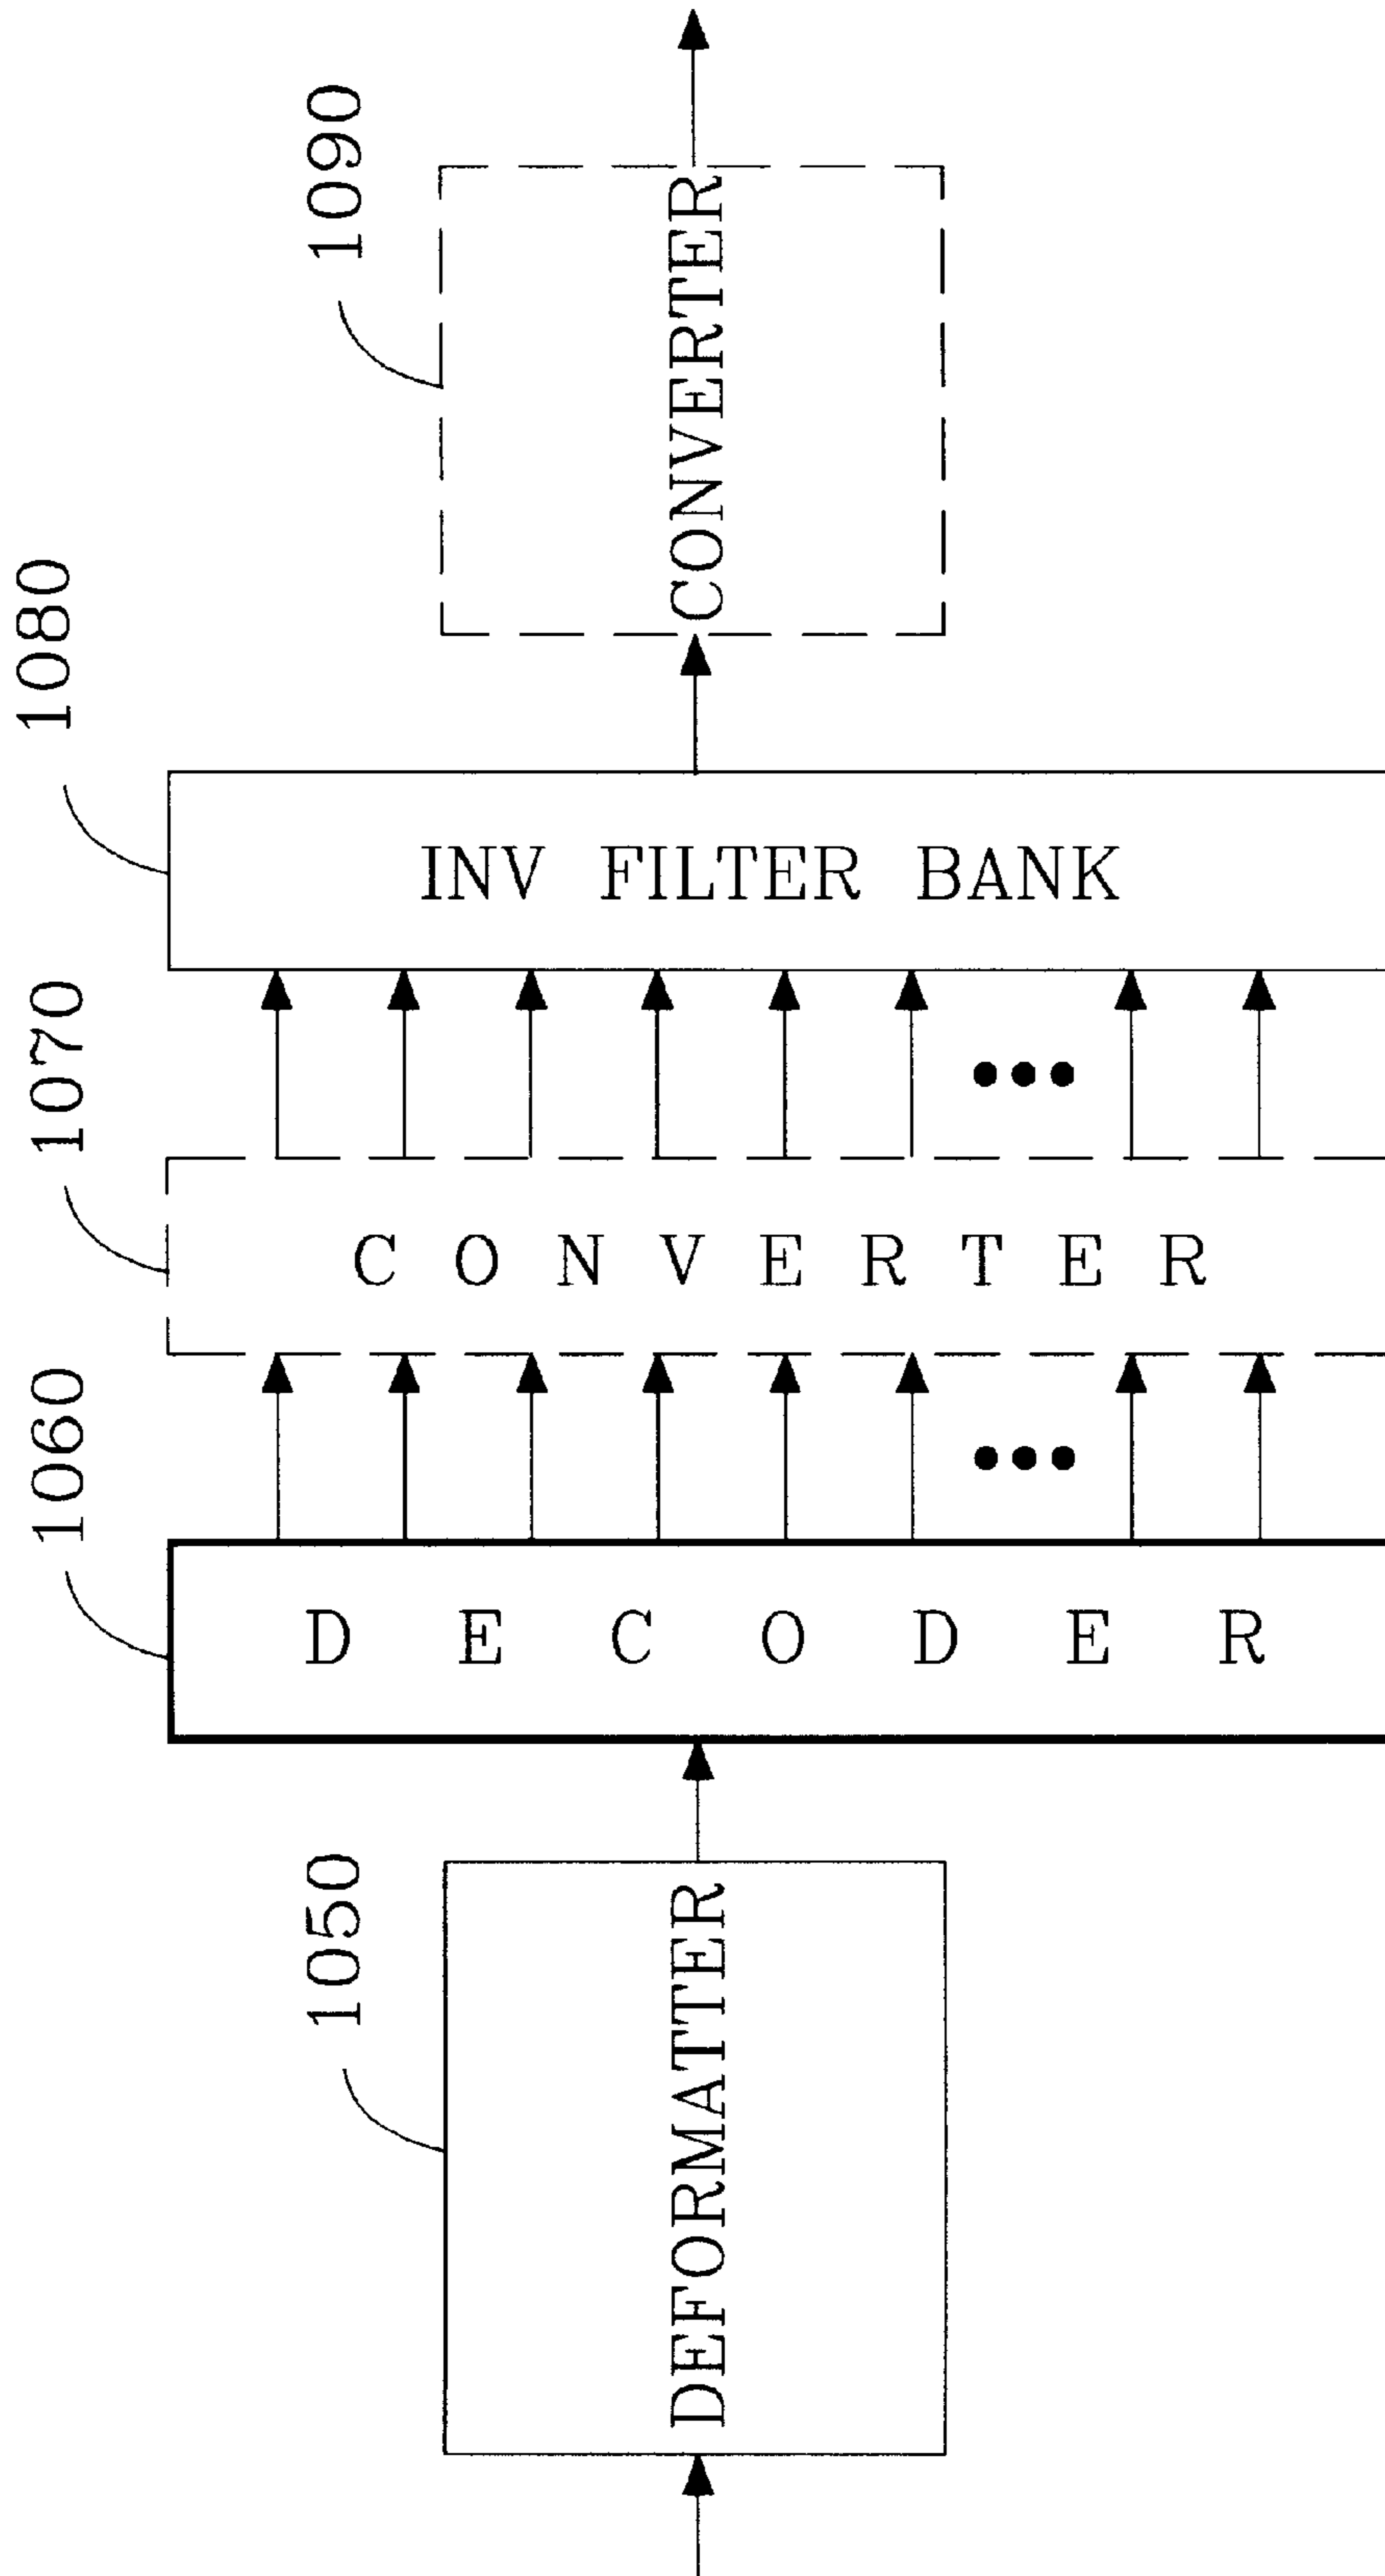 1050
DEFORMATTER
1060
D E C O D E R
1070
C O N V E R T E R
1080
INV FILTER BANK
1090
CONVERTER